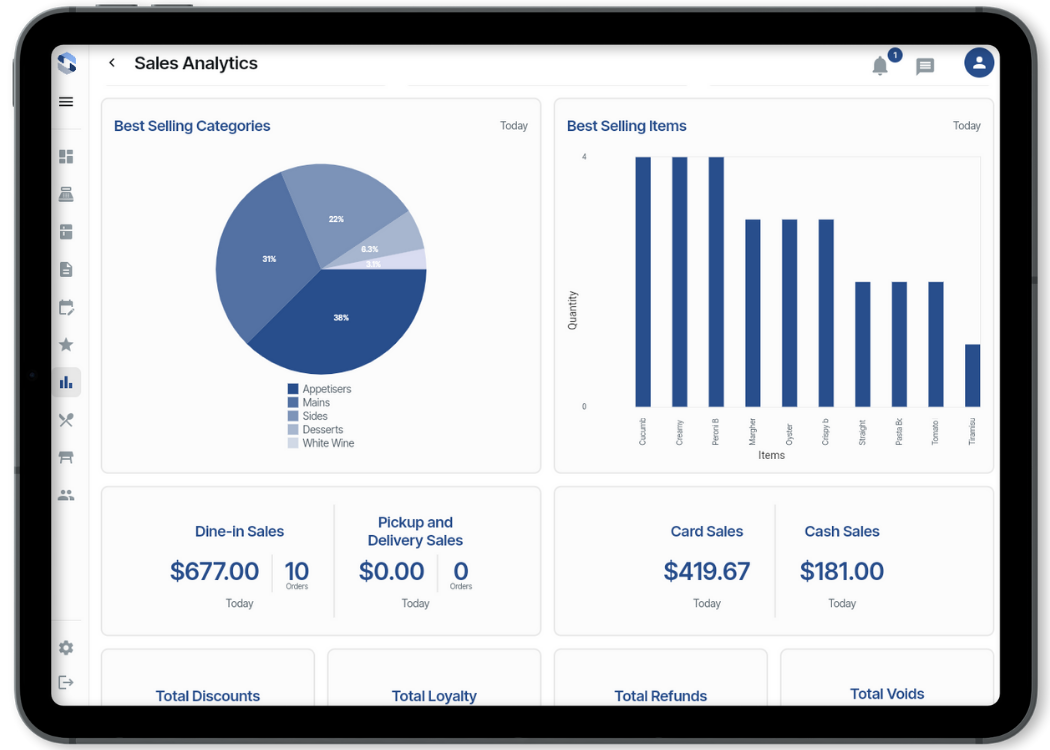 Sales Analytics
1
Best Selling Categories
Today
22%
6.3%
3.1%
31%
38%
Appetisers
Mains
Sides
Desserts
White Wine
Best Selling Items
Today
4
Quantity
0
Cucumb
Creamy
Peroni B
Margher
Oyster
Crispy b
Straight
Pasta Bc
Tomato
Tiramisu
Items
Dine-in Sales
$677.00
10
Orders
Today
Pickup and
Delivery Sales
$0.00
0
Orders
Today
Card Sales
$419.67
Today
Cash Sales
$181.00
Today
Total Discounts
Total Loyalty
Total Refunds
Total Voids